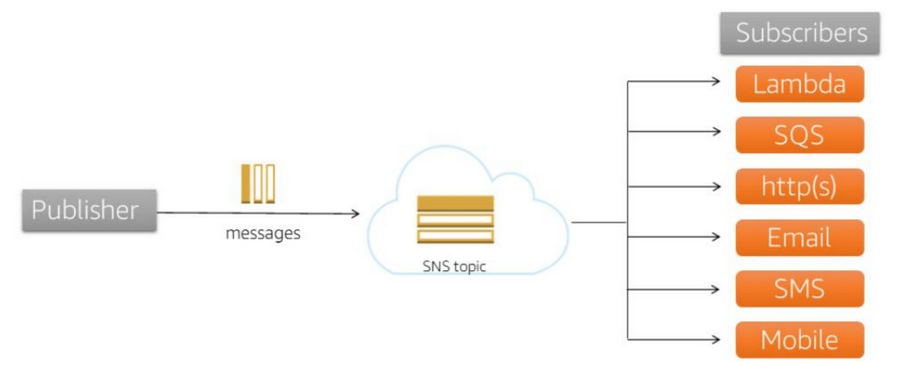 Publisher
messages
SNS topic
Subscribers
Lambda
SQS
http(s)
Email
SMS
Mobile